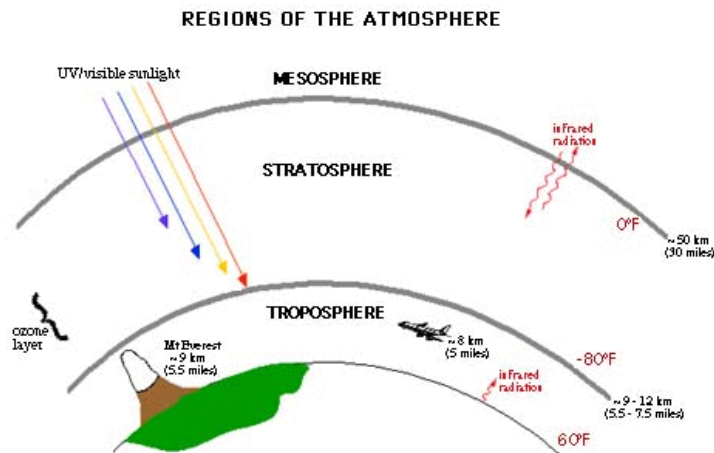 REGIONS OF THE ATMOSPHERE
UV/visible sunlight
MESOSPHERE
infrared
radiation
STRATOSPHERE
0°F
~ 50 km
(30 miles)
TROPOSPHERE
ozone
layer
Mt Everest
~ 9 km
(5.5 miles)
~ 8 km
(5 miles)
-80°F
infrared
radiation
~ 9 - 12 km
(5.5 - 7.5 miles)
60°F